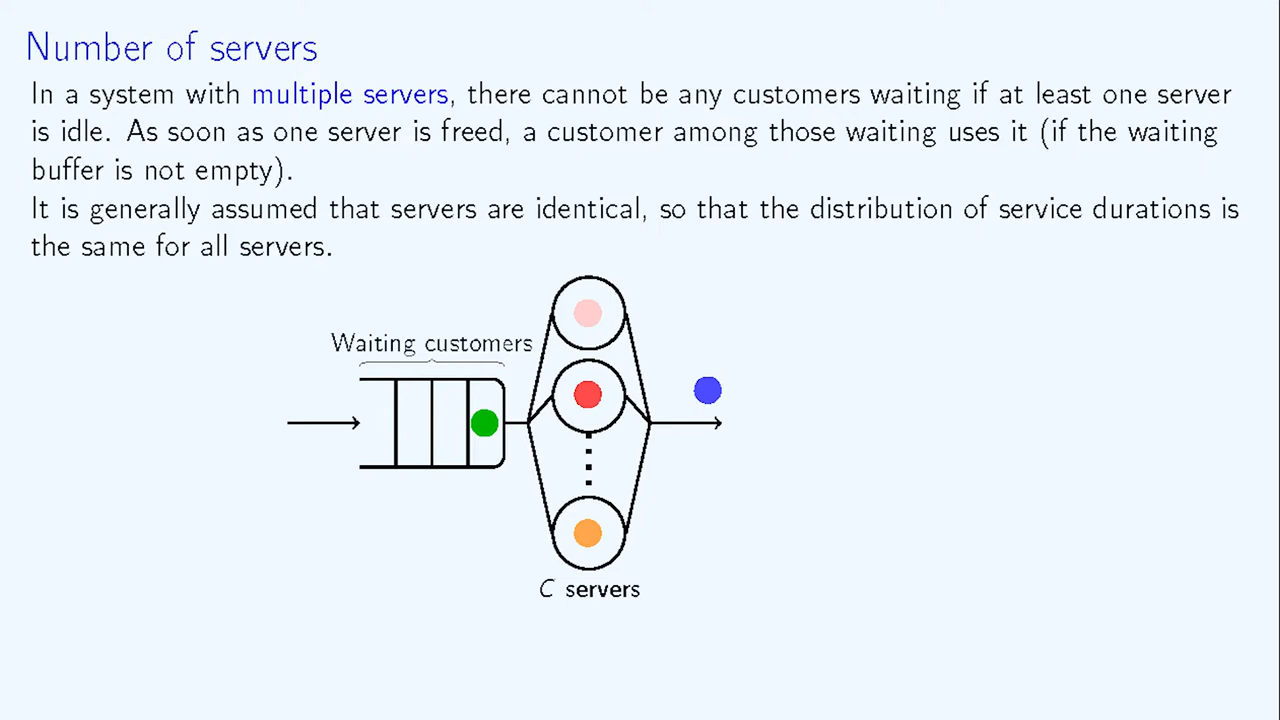 Number of servers
In a system with multiple servers, there cannot be any customers waiting if at least one server
is idle. As soon as one server is freed, a customer among those waiting uses it (if the waiting
buffer is not empty).
It is generally assumed that servers are identical, so that the distribution of service durations is
the same for all servers.
Waiting customers
C servers